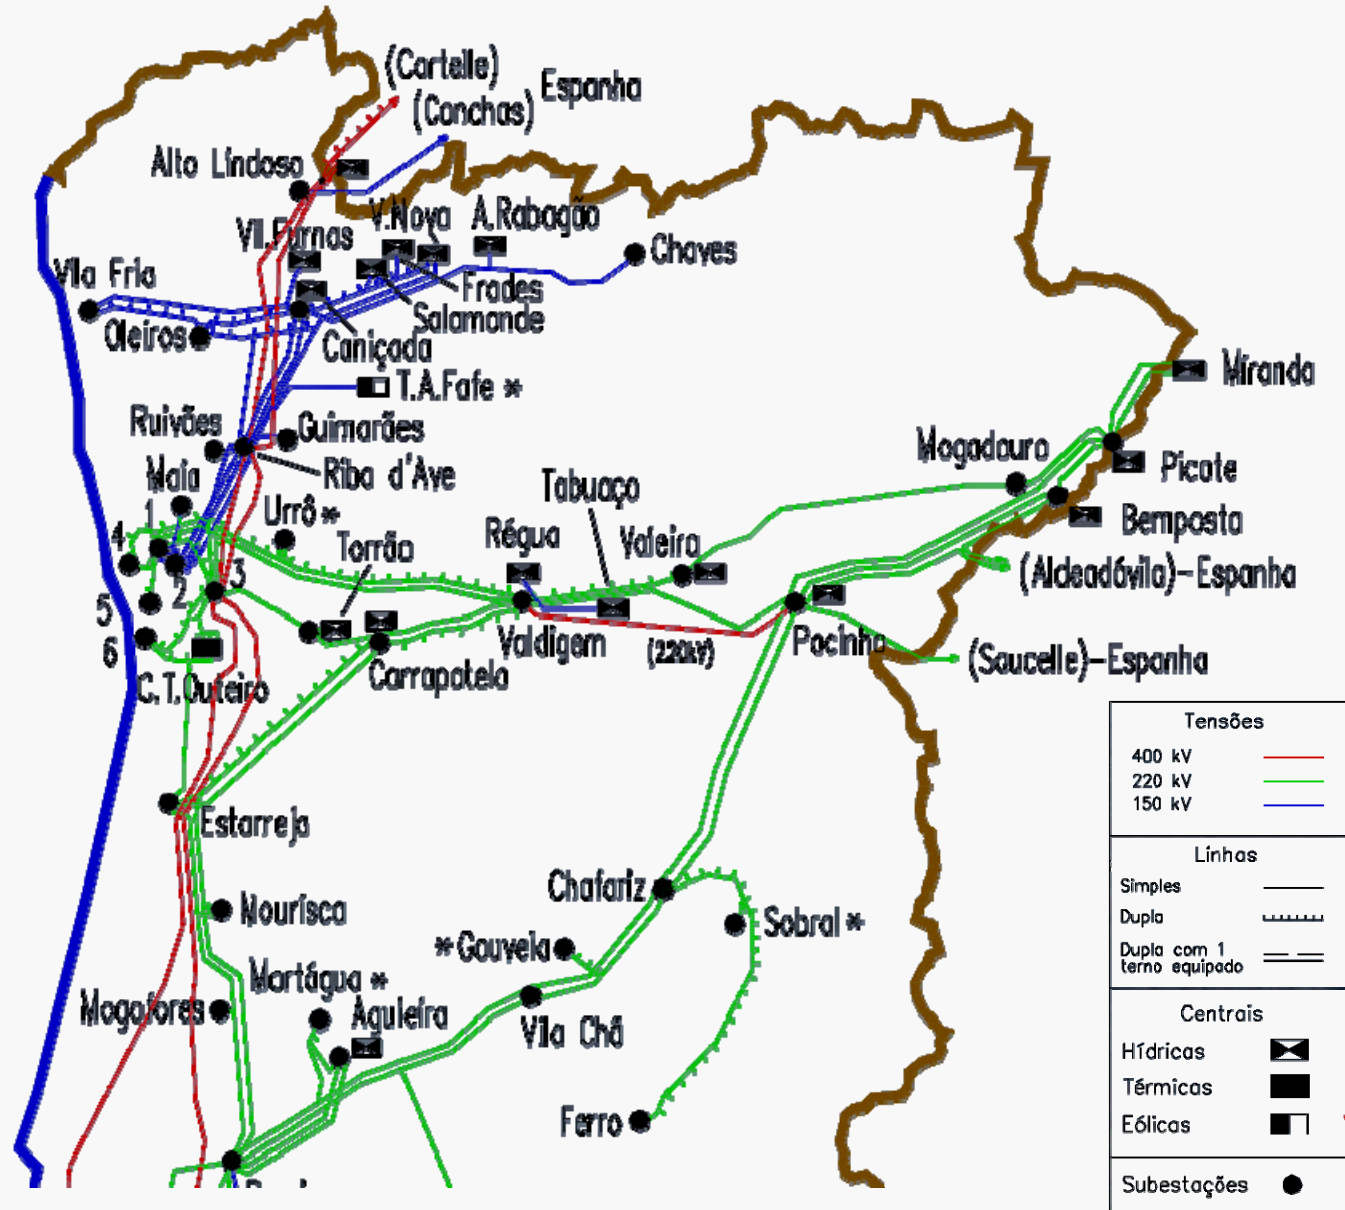 (Cartelle)
(Conchas)
Espanha
Alto Lindoso
Vil.Furnas
V.Nova
A.Rabagão
Chaves
Vila Fria
Frades
Salamonde
Oleiros
Caniçada
T.A.Fafe *
Ruivães
Guimarães
Riba d'Ave
Maia
Urrô*
1
4
Torrão
Régua
Tabuaço
Valeira
Mogadouro
Miranda
Picote
Bemposta
(Aldeadávila)-Espanha
3
2
5
6
C.T.Outeiro
Carrapatelo
Valdigem
(220kV)
Pocinho
(Saucelle)-Espanha
Estarreja
Mourisca
Chafariz
Sobral*
*Gouveia
Mortágua *
Mogofores
Aguieira
Vila Chã
Ferro
Tensões
400 kV
220 kV
150 kV
Linhas
Simples
Dupla
Dupla com 1
terno equipado
Centrais
Hídricas
Térmicas
Eólicas
Subestações